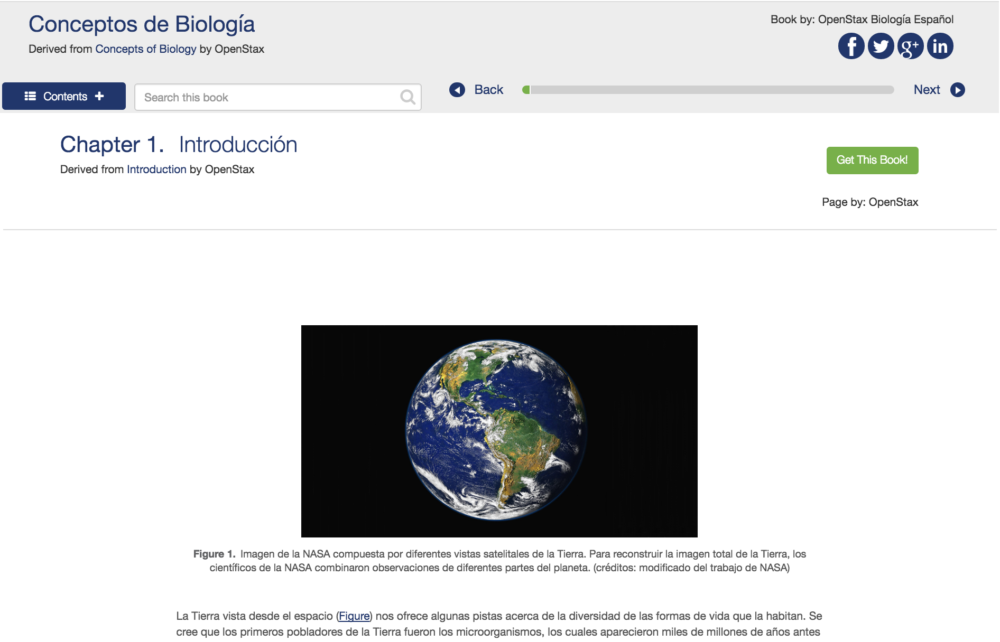 Conceptos de Biología
Derived from Concepts of Biology by OpenStax
Book by: OpenStax Biología Español
f
g+
in
Contents +
Search this book
Back
Next
Chapter 1. Introducción
Derived from Introduction by OpenStax
Get This Book!
Page by: OpenStax
Figure 1. Imagen de la NASA compuesta por diferentes vistas satelitales de la Tierra. Para reconstruir la imagen total de la Tierra, los
científicos de la NASA combinaron observaciones de diferentes partes del planeta. (créditos: modificado del trabajo de NASA)
La Tierra vista desde el espacio (Figure) nos ofrece algunas pistas acerca de la diversidad de las formas de vida que la habitan. Se
cree que los primeros pobladores de la Tierra fueron los microorganismos, los cuales aparecieron miles de millones de años antes